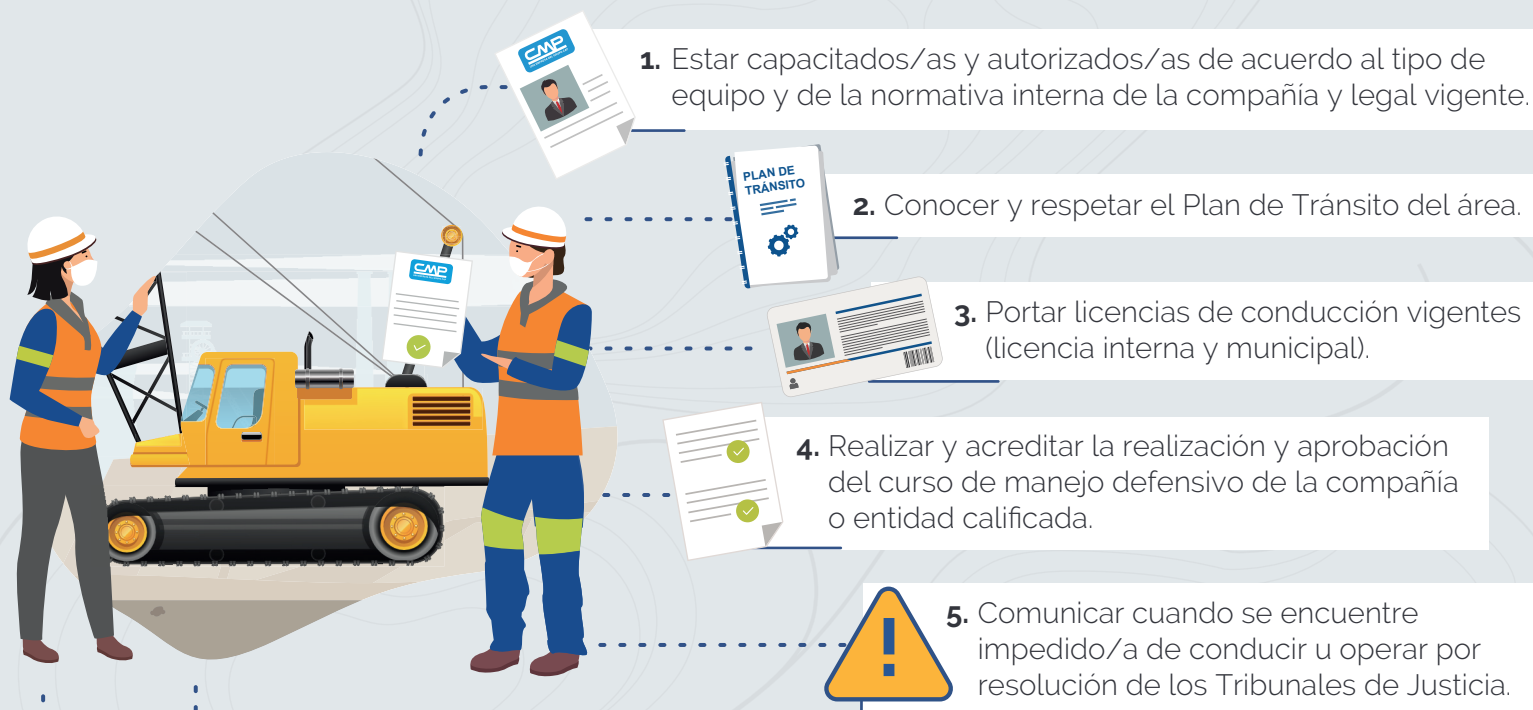 CMP
1. Estar capacitados/as y autorizados/as de acuerdo al tipo de
equipo y de la normativa interna de la compañía y legal vigente.
PLAN DE
TRÁNSITO
2. Conocer y respetar el Plan de Tránsito del área.
CMP
3. Portar licencias de conducción vigentes
(licencia interna y municipal).
4. Realizar y acreditar la realización y aprobación
del curso de manejo defensivo de la compañía
o entidad calificada.
5. Comunicar cuando se encuentre
impedido/a de conducir u operar por
resolución de los Tribunales de Justicia.